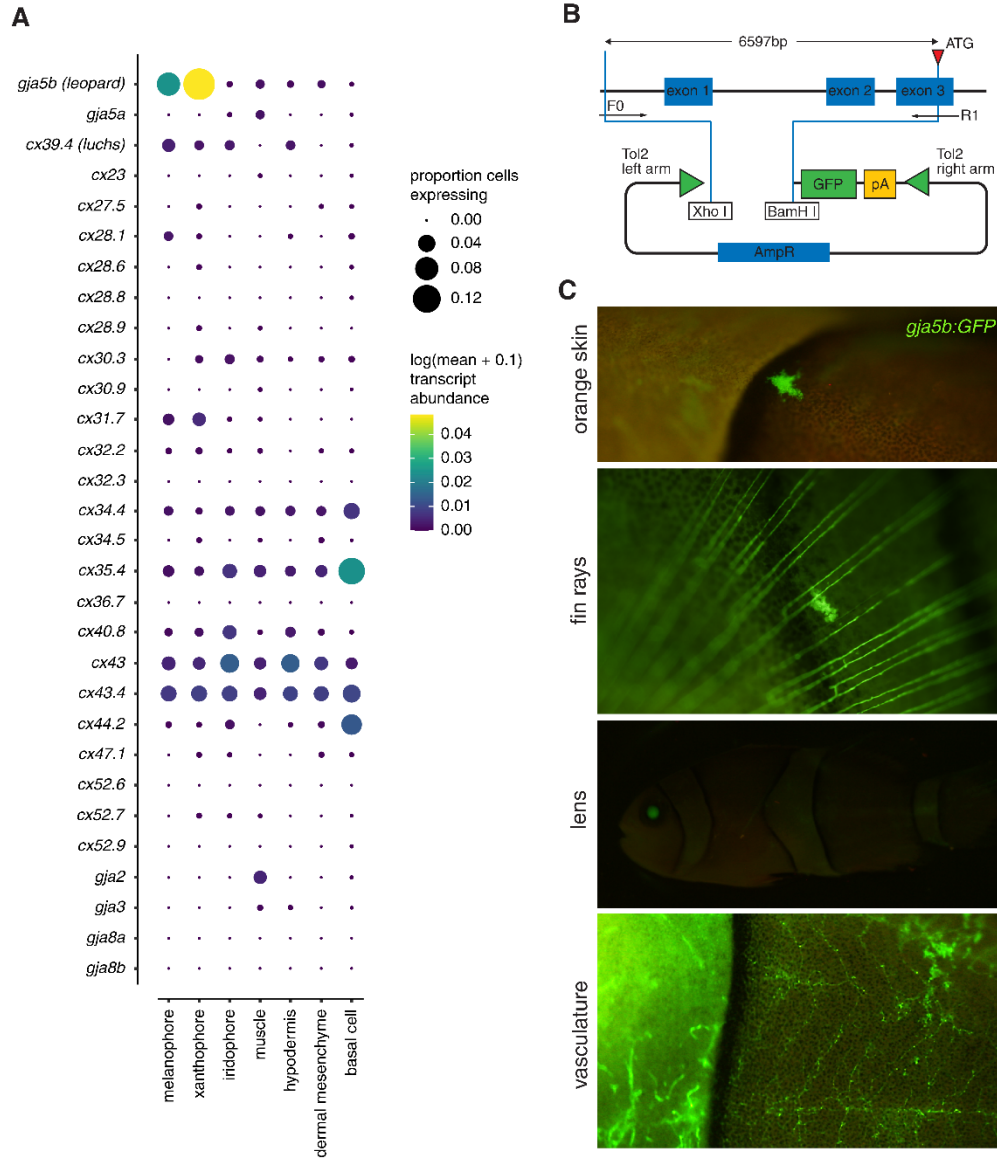 A
gja5b (leopard)
gja5a
cx39.4 (luchs)
cx23
cx27.5
cx28.1
cx28.6
cx28.8
cx28.9
cx30.3
cx30.9
cx31.7
cx32.2
cx32.3
cx34.4
cx34.5
cx35.4
cx36.7
cx40.8
cx43
cx43.4
cx44.2
cx47.1
cx52.6
cx52.7
cx52.9
gja2
gja3
gja8a
gja8b
melanophore
xanthophore
iridophore
muscle
hypodermis
dermal mesenchyme
basal cell
proportion cells
expressing
0.00
0.04
0.08
0.12
log(mean + 0.1)
transcript
abundance
0.04
0.03
0.02
0.01
0.00
B
6597bp
ATG
exon 1
exon 2
exon 3
F0
R1
Tol2
left arm
Tol2
right arm
GFP
pA
Xho I
BamH I
AmpR
C
gja5b:GFP
orange skin
fin rays
lens
vasculature